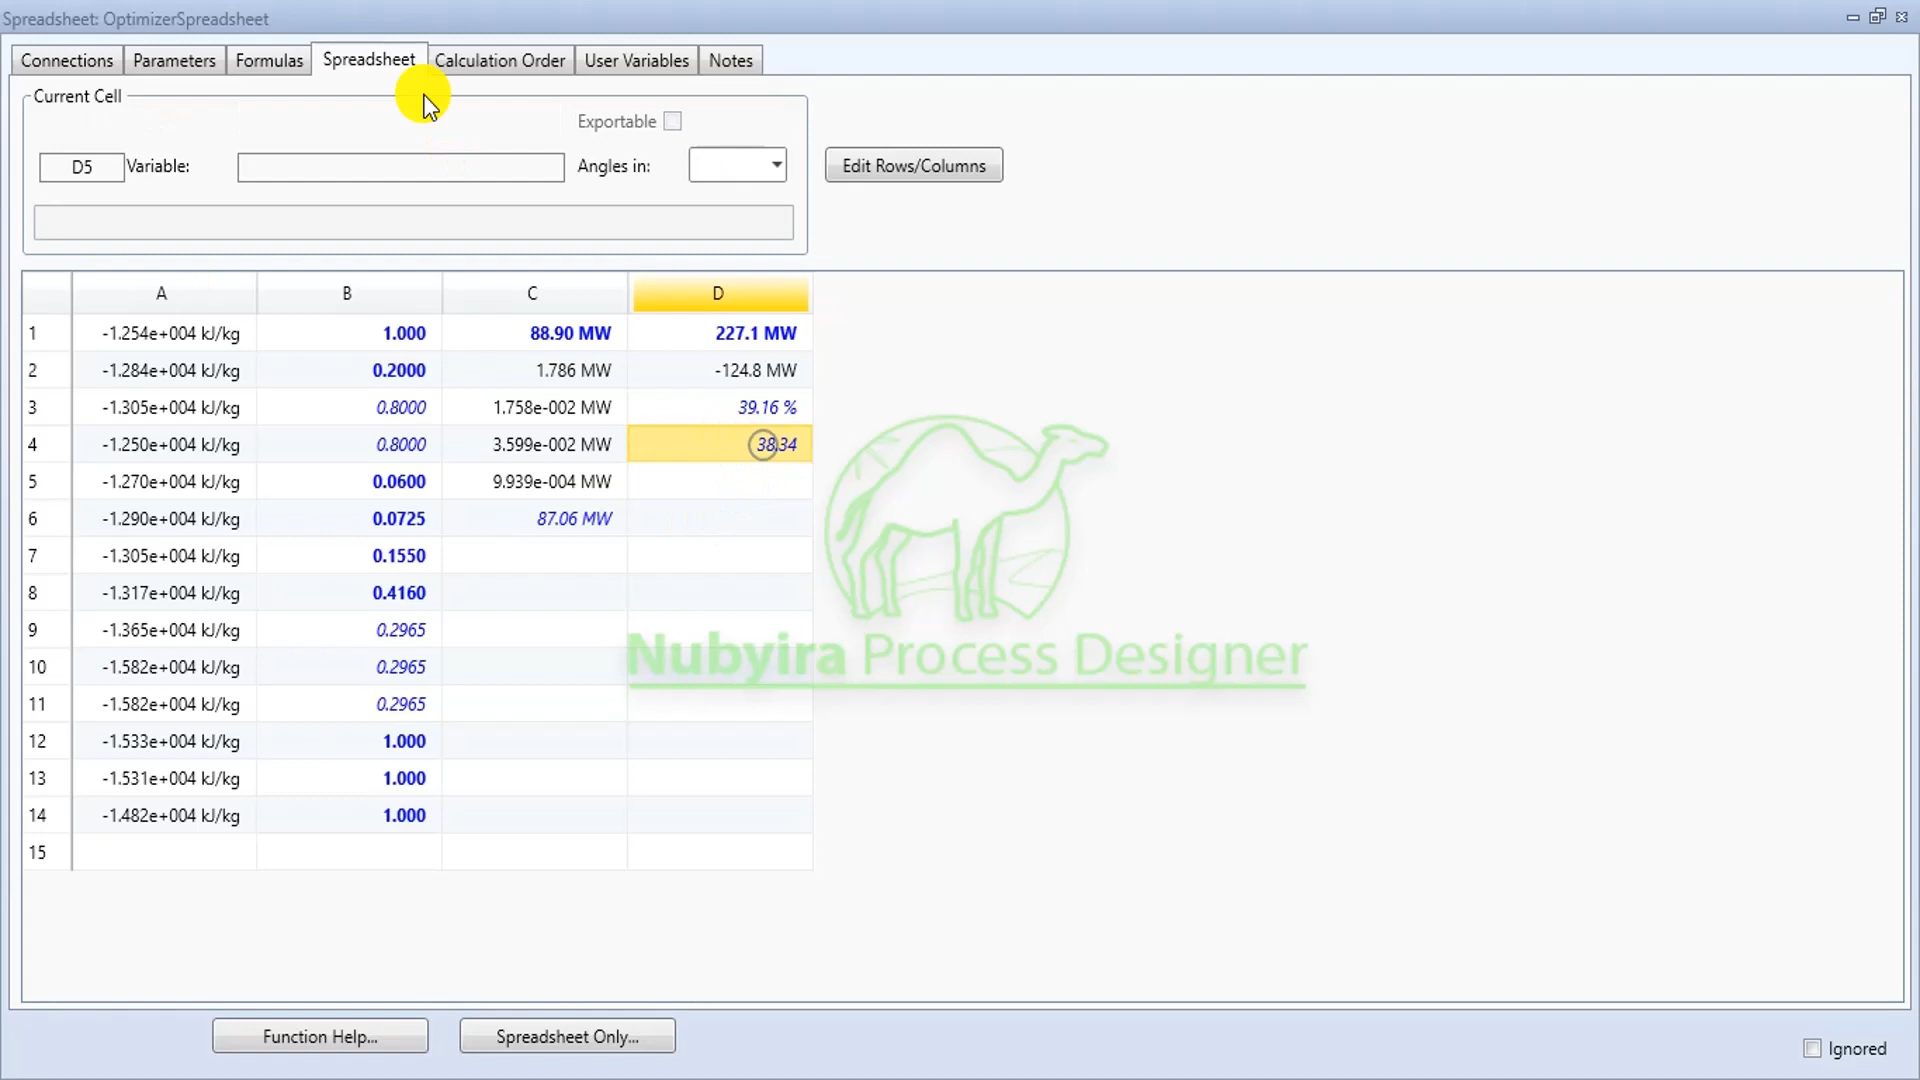 Spreadsheet: OptimizerSpreadsheet
Connections Parameters Formulas Spreadsheet Calculation Order User Variables Notes
Current Cell
Exportable
D5 Variable: Angles in: Edit Rows/Columns
A B C D
1 -1.254e+004 kJ/kg 1.000 88.90 MW 227.1 MW
2 -1.284e+004 kJ/kg 0.2000 1.786 MW -124.8 MW
3 -1.305e+004 kJ/kg 0.8000 1.758e-002 MW 39.16 %
4 -1.250e+004 kJ/kg 0.8000 3.599e-002 MW 38.34
5 -1.270e+004 kJ/kg 0.0600 9.939e-004 MW
6 -1.290e+004 kJ/kg 0.0725 87.06 MW
7 -1.305e+004 kJ/kg 0.1550
8 -1.317e+004 kJ/kg 0.4160
9 -1.365e+004 kJ/kg 0.2965
Nubyira Process Designer
10 -1.582e+004 kJ/kg 0.2965
11 -1.582e+004 kJ/kg 0.2965
12 -1.533e+004 kJ/kg 1.000
13 -1.531e+004 kJ/kg 1.000
14 -1.482e+004 kJ/kg 1.000
15
Function Help... Spreadsheet Only...
Ignored